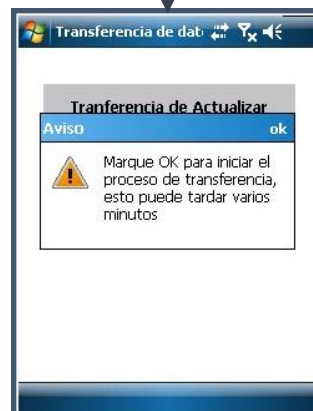 Transferencia de dat
Tranferencia de Actualizar
Aviso
ok
Marque OK para iniciar el
proceso de transferencia,
esto puede tardar varios
minutos